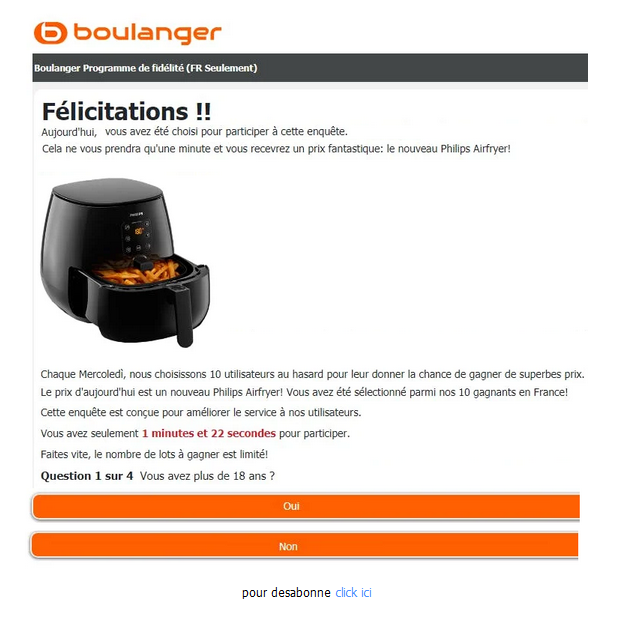 boulanger
Boulanger Programme de fidélité (FR Seulement)
Félicitations !!
Aujourd'hui, vous avez été choisi pour participer à cette enquête.
Cela ne vous prendra qu'une minute et vous recevrez un prix fantastique: le nouveau Philips Airfryer!
180°
Chaque Mercoledì, nous choisissons 10 utilisateurs au hasard pour leur donner la chance de gagner de superbes prix.
Le prix d'aujourd'hui est un nouveau Philips Airfryer! Vous avez été sélectionné parmi nos 10 gagnants en France!
Cette enquête est conçue pour améliorer le service à nos utilisateurs.
Vous avez seulement 1 minutes et 22 secondes pour participer.
Faites vite, le nombre de lots à gagner est limité!
Question 1 sur 4 Vous avez plus de 18 ans ?
Oui
Non
pour desabonne click ici